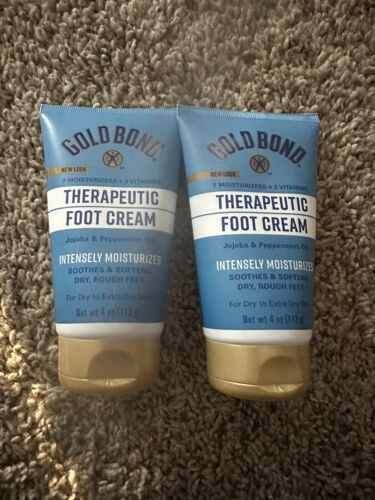 GOLD BOND
NEW LOOK
7 MOISTURIZERS + 3 VITAMINS
THERAPEUTIC
FOOT CREAM
Jojoba & Peppermint Oil
INTENSELY MOISTURIZES
SOOTHES & SOFTENS
DRY, ROUGH FEET
For Dry to Extra Dry Skin
Net wt 4 oz (113 g)
GOLD BOND
NEW LOOK
7 MOISTURIZERS + 3 VITAMINS
THERAPEUTIC
FOOT CREAM
Jojoba & Peppermint Oil
INTENSELY MOISTURIZES
SOOTHES & SOFTENS
DRY, ROUGH FEET
For Dry to Extra Dry Skin
Net wt 4 oz (113 g)